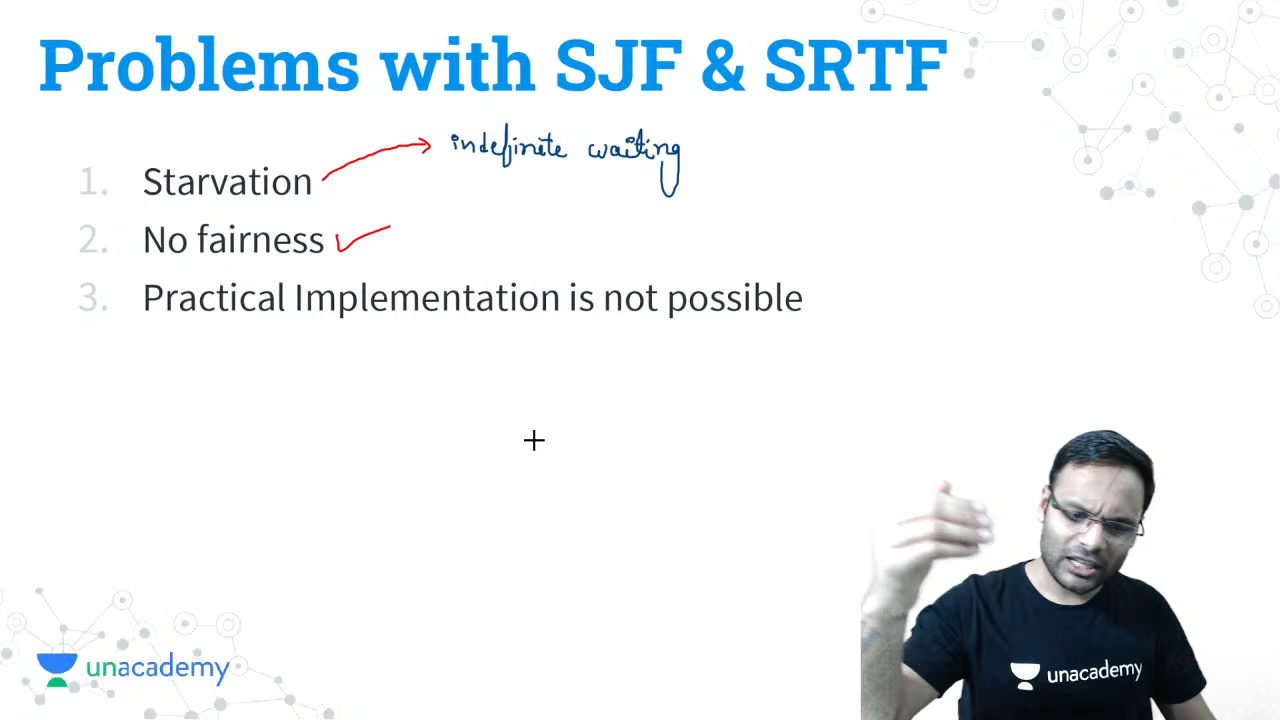 Problems with SJF & SRTF
indefinite waiting
1. Starvation
2. No fairness
3. Practical Implementation is not possible
unacademy
unacademy